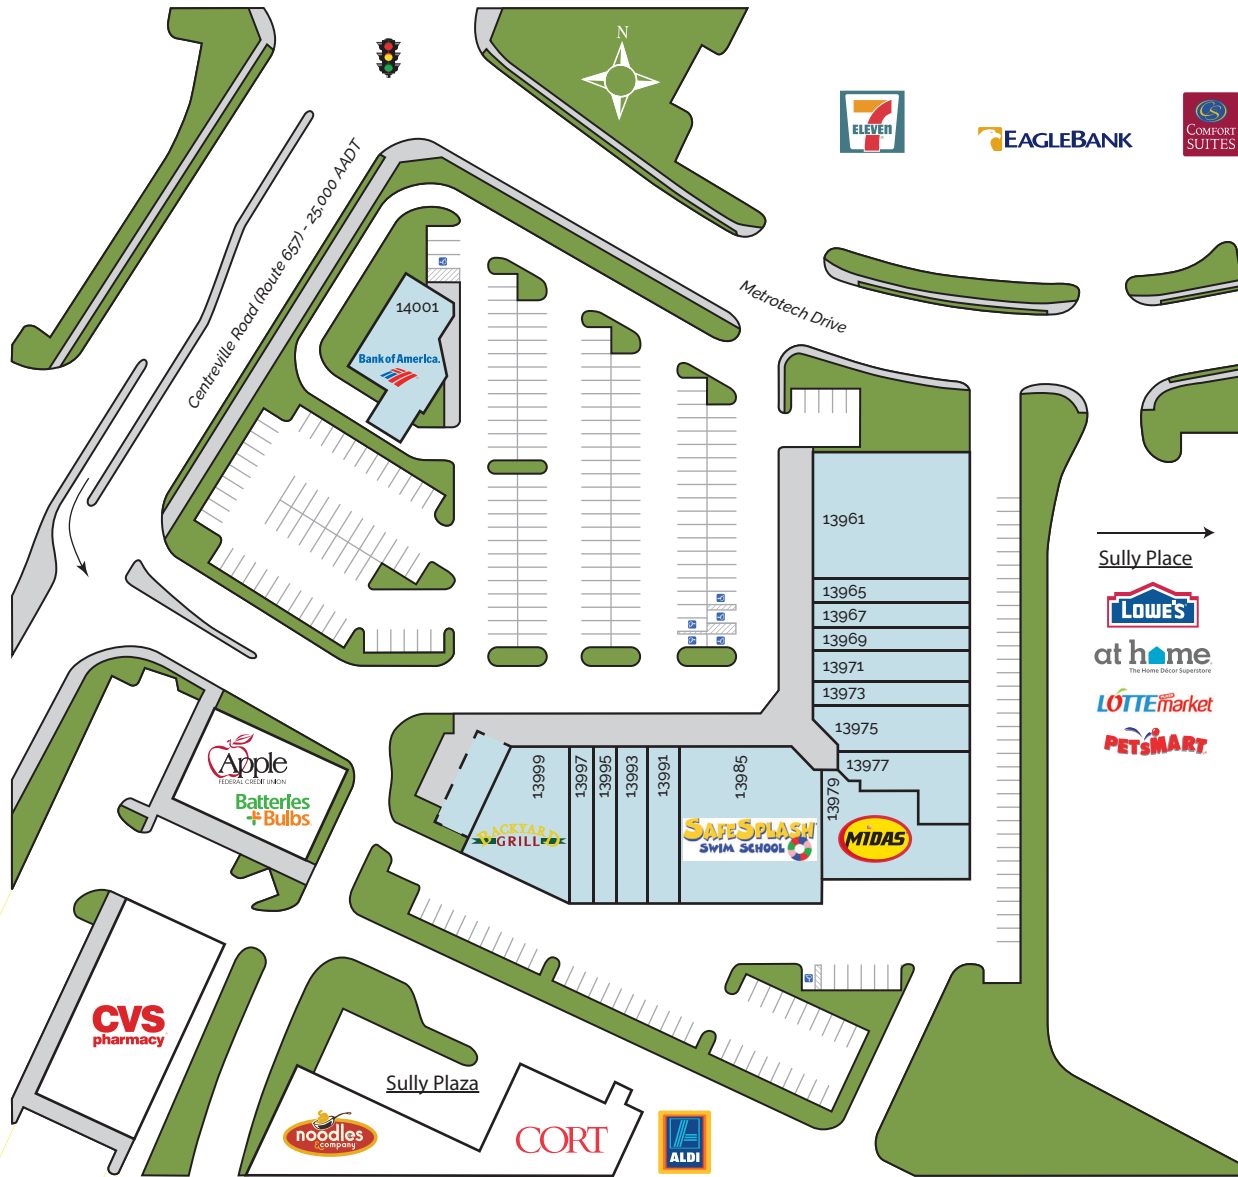 N
7
ELEVEN
EAGLEBANK
CS
COMFORT
SUITES
Centreville Road (Route 657) - 25,000 AADT
Metrotech Drive
14001
Bank of America.
13961
13965
13967
13969
13971
13973
13975
13977
13979
13985
13991
13993
13995
13997
13999
Sully Place
LOWE'S
at home.
The Home Décor Superstore
LOTTE market
PETSMART
Apple
FEDERAL CREDIT UNION
Batteries
+Bulbs.
BACKYARD
GRILL
SAFESPLASH
SWIM SCHOOL
MIDAS
CVS
pharmacy
Sully Plaza
noodles
&company
CORT
ALDI